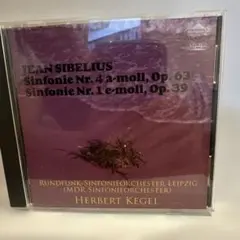 JEAN SIBELIUS
Sinfonie Nr. 4 a-moll, Op. 63
Sinfonie Nr. 1 e-moll, Op. 39
RUNDFUNK-SINFONIEORCHESTER LEIPZIG
(MDR SINFONIEORCHESTER)
HERBERT KEGEL